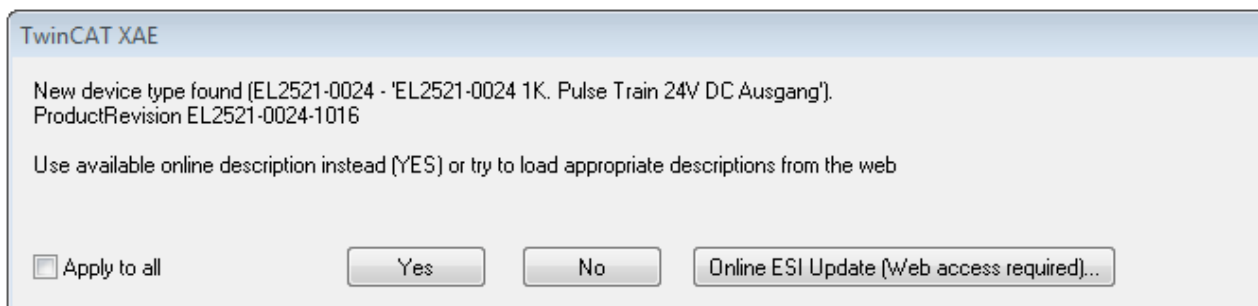 TwinCAT XAE
New device type found (EL2521-0024 - 'EL2521-0024 1K. Pulse Train 24V DC Ausgang').
ProductRevision EL2521-0024-1016
Use available online description instead (YES) or try to load appropriate descriptions from the web
Apply to all
Yes
No
Online ESI Update (Web access required)...